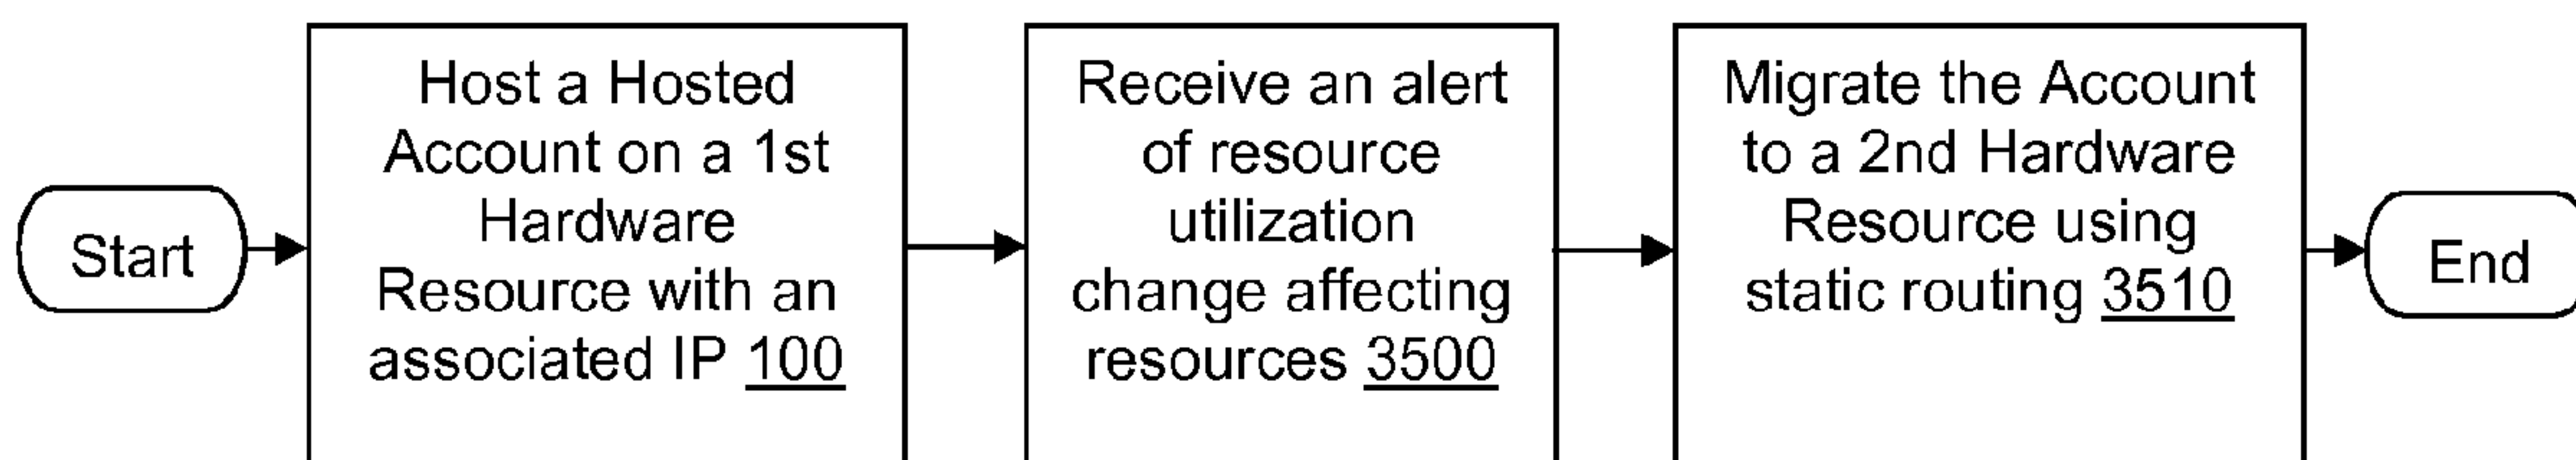 Start
Host a Hosted
Account on a 1st
Hardware
Resource with an
associated IP 100
Receive an alert
of resource
utilization
change affecting
resources 3500
Migrate the Account
to a 2nd Hardware
Resource using
static routing 3510
End